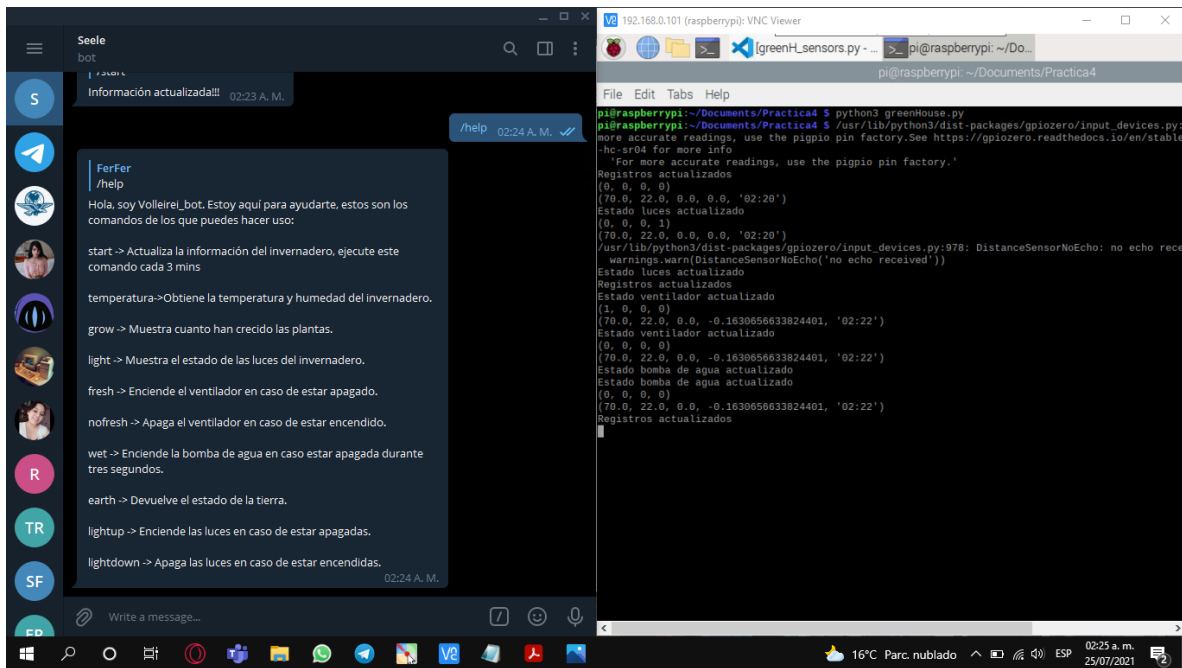 Seele
bot
/start
Información actualizada!!!
02:23 A. M.
/help
02:24 A. M.
FerFer
/help
Hola, soy Volleirei_bot. Estoy aquí para ayudarte, estos son los
comandos de los que puedes hacer uso:
start -> Actualiza la información del invernadero, ejecute este
comando cada 3 mins
temperatura->Obtiene la temperatura y humedad del invernadero.
grow -> Muestra cuanto han crecido las plantas.
light -> Muestra el estado de las luces del invernadero.
fresh -> Enciende el ventilador en caso de estar apagado.
nofresh -> Apaga el ventilador en caso de estar encendido.
wet -> Enciende la bomba de agua en caso estar apagada durante
tres segundos.
earth -> Devuelve el estado de la tierra.
lightup -> Enciende las luces en caso de estar apagadas.
lightdown -> Apaga las luces en caso de estar encendidas.
02:24 A. M.
Write a message...
S
R
TR
SF
192.168.0.101 (raspberrypi): VNC Viewer
[greenH_sensors.py - ...
pi@raspberrypi: ~/Do...
pi@raspberrypi: ~/Documents/Practica4
File Edit Tabs Help
pi@raspberrypi:~/Documents/Practica4 $ python3 greenHouse.py
pi@raspberrypi:~/Documents/Practica4 $ /usr/lib/python3/dist-packages/gpiozero/input_devices.py:
more accurate readings, use the pigpio pin factory.See https://gpiozero.readthedocs.io/en/stable
-hc-sr04 for more info
'For more accurate readings, use the pigpio pin factory.'
Registros actualizados
(0, 0, 0, 0)
(70.0, 22.0, 0.0, 0.0, '02:20')
Estado luces actualizado
(0, 0, 0, 1)
(70.0, 22.0, 0.0, 0.0, '02:20')
/usr/lib/python3/dist-packages/gpiozero/input_devices.py:978: DistanceSensorNoEcho: no echo rece
warnings.warn(DistanceSensorNoEcho('no echo received'))
Estado luces actualizado
Registros actualizados
Estado ventilador actualizado
(1, 0, 0, 0)
(70.0, 22.0, 0.0, -0.1630656633824401, '02:22')
Estado ventilador actualizado
(0, 0, 0, 0)
(70.0, 22.0, 0.0, -0.1630656633824401, '02:22')
Estado bomba de agua actualizado
Estado bomba de agua actualizado
(0, 0, 0, 0)
(70.0, 22.0, 0.0, -0.1630656633824401, '02:22')
Registros actualizados
16°C Parc. nublado
ESP
02:25 a. m.
25/07/2021
2